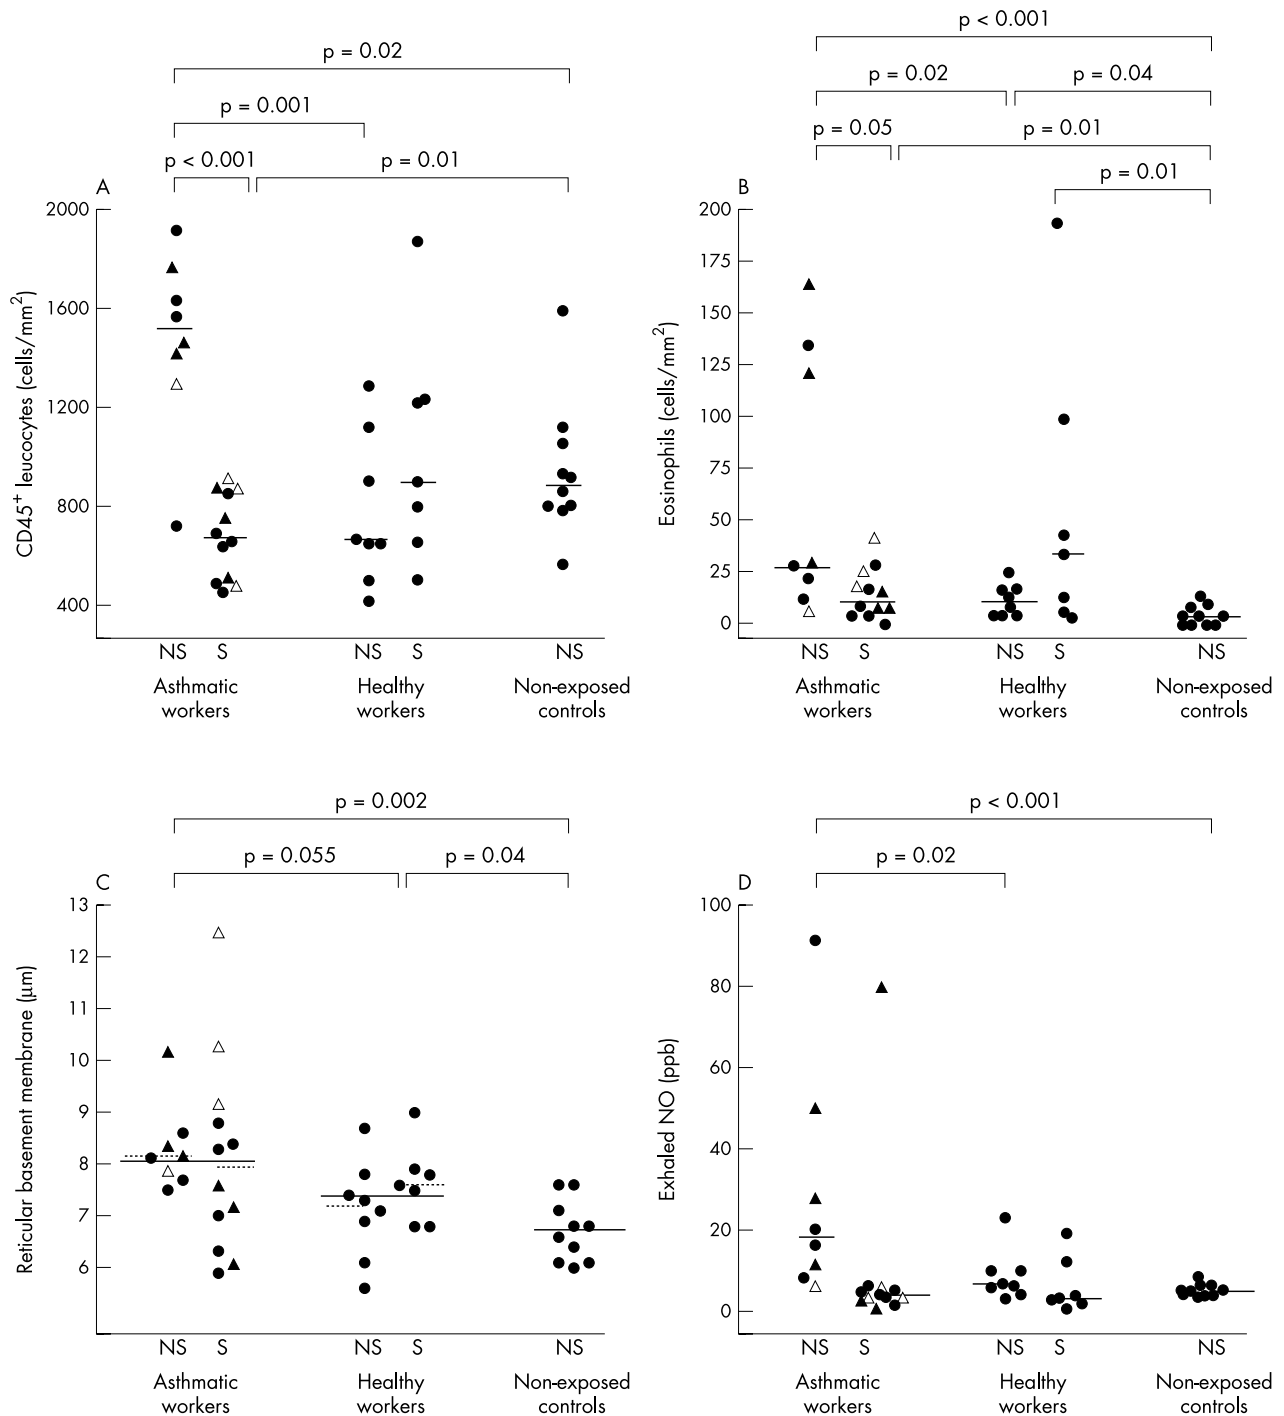 p = 0.02
p = 0.001
p < 0.001
p = 0.01
A
2000
1600
1200
800
400
CD45+ leucocytes (cells/mm2)
NS
S
NS
S
NS
Asthmatic
workers
Healthy
workers
Non-exposed
controls
p < 0.001
p = 0.02
p = 0.04
p = 0.05
p = 0.01
p = 0.01
B
200
175
150
125
100
75
50
25
0
Eosinophils (cells/mm2)
NS
S
NS
S
NS
Asthmatic
workers
Healthy
workers
Non-exposed
controls
p = 0.002
p = 0.055
p = 0.04
C
13
12
11
10
9
8
7
6
Reticular basement membrane (µm)
NS
S
NS
S
NS
Asthmatic
workers
Healthy
workers
Non-exposed
controls
p < 0.001
p = 0.02
D
100
80
60
40
20
0
Exhaled NO (ppb)
NS
S
NS
S
NS
Asthmatic
workers
Healthy
workers
Non-exposed
controls